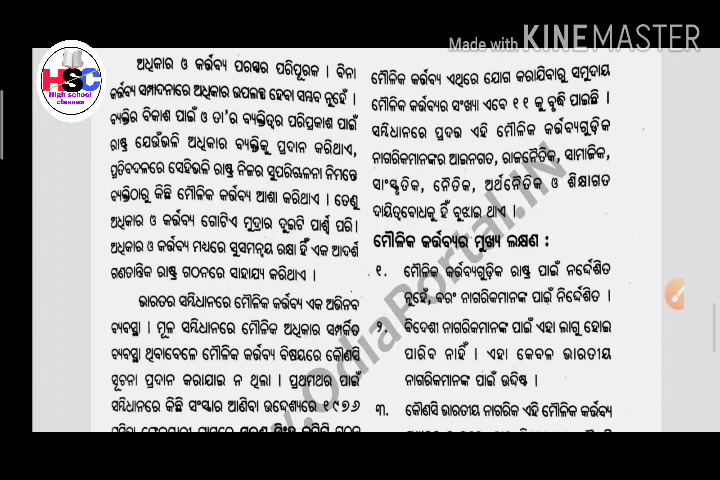 Made with KINEMASTER
HSC
High school
classes
ଅଧିକାର ଓ କର୍ତ୍ତବ୍ୟ ପରସ୍ପର ପରିପୂରକ । ବିନା
କର୍ତ୍ତବ୍ୟ ସମ୍ପାଦନାରେ ଅଧିକାର ଉପଲବ୍ଧ ହେବା ସମ୍ଭବ ନୁହେଁ ।
ବ୍ୟକ୍ତିର ବିକାଶ ପାଇଁ ଓ ତା'ର ବ୍ୟକ୍ତିତ୍ୱର ପରିପ୍ରକାଶ ପାଇଁ
ରାଷ୍ଟ୍ର ଯେଉଁଭଳି ଅଧିକାର ବ୍ୟକ୍ତିକୁ ପ୍ରଦାନ କରିଥାଏ,
ପ୍ରତିବଦଳରେ ସେହିଭଳି ରାଷ୍ଟ୍ର ନିଜର ସୁପରିଚାଳନା ନିମନ୍ତେ
ବ୍ୟକ୍ତିଠାରୁ କିଛି ମୌଳିକ କର୍ତ୍ତବ୍ୟ ଆଶା କରିଥାଏ । ତେଣୁ
ଅଧିକାର ଓ କର୍ତ୍ତବ୍ୟ ଗୋଟିଏ ମୁଦ୍ରାର ଦୁଇଟି ପାର୍ଶ୍ୱ ପରି ।
ଅଧିକାର ଓ କର୍ତ୍ତବ୍ୟ ମଧ୍ୟରେ ସୁସମନ୍ୱୟ ରକ୍ଷା ହିଁ ଏକ ଆଦର୍ଶ
ଗଣତାନ୍ତ୍ରିକ ରାଷ୍ଟ୍ର ଗଠନରେ ସାହାଯ୍ୟ କରିଥାଏ ।
ଭାରତର ସମ୍ବିଧାନରେ ମୌଳିକ କର୍ତ୍ତବ୍ୟ ଏକ ଅଭିନବ
ବ୍ୟବସ୍ଥା । ମୂଳ ସମ୍ବିଧାନରେ ମୌଳିକ ଅଧିକାର ସମ୍ପର୍କିତ
ବ୍ୟବସ୍ଥା ଥିବାବେଳେ ମୌଳିକ କର୍ତ୍ତବ୍ୟ ବିଷୟରେ କୌଣସି
ସୂଚନା ପ୍ରଦାନ କରାଯାଇ ନ ଥିଲା । ପ୍ରଥମଥର ପାଇଁ
ସମ୍ବିଧାନରେ କିଛି ସଂସ୍କାର ଆଣିବା ଉଦ୍ଦେଶ୍ୟରେ ୧୯୭୬
ମୌଳିକ କର୍ତ୍ତବ୍ୟ ଏଥିରେ ଯୋଗ କରାଯିବାରୁ ସମୁଦାୟ
ମୌଳିକ କର୍ତ୍ତବ୍ୟର ସଂଖ୍ୟା ଏବେ ୧୧ କୁ ବୃଦ୍ଧି ପାଇଛି ।
ସମ୍ବିଧାନରେ ପ୍ରଦତ୍ତ ଏହି ମୌଳିକ କର୍ତ୍ତବ୍ୟଗୁଡ଼ିକ
ନାଗରିକମାନଙ୍କର ଆଇନଗତ, ରାଜନୈତିକ, ସାମାଜିକ,
ସାଂସ୍କୃତିକ, ନୈତିକ, ଅର୍ଥନୈତିକ ଓ ଶିକ୍ଷାଗତ
ଦାୟିତ୍ୱବୋଧକୁ ହିଁ ବୁଝାଇ ଥାଏ ।
ମୌଳିକ କର୍ତ୍ତବ୍ୟର ମୁଖ୍ୟ ଲକ୍ଷଣ :
୧. ମୌଳିକ କର୍ତ୍ତବ୍ୟଗୁଡ଼ିକ ରାଷ୍ଟ୍ର ପାଇଁ ନିର୍ଦ୍ଦେଶିତ
ନୁହେଁ, ବରଂ ନାଗରିକମାନଙ୍କ ପାଇଁ ନିର୍ଦ୍ଦେଶିତ ।
୨. ବିଦେଶୀ ନାଗରିକମାନଙ୍କ ପାଇଁ ଏହା ଲାଗୁ ହୋଇ
ପାରିବ ନାହିଁ । ଏହା କେବଳ ଭାରତୀୟ
ନାଗରିକମାନଙ୍କ ପାଇଁ ଉଦ୍ଦିଷ୍ଟ ।
୩. କୌଣସି ଭାରତୀୟ ନାଗରିକ ଏହି ମୌଳିକ କର୍ତ୍ତବ୍ୟ
www.OdiaPortal.in